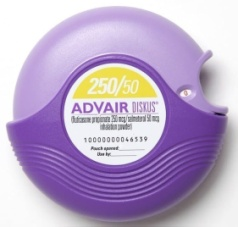 250/50
ADVAIR DISKUS®
(fluticasone propionate 250 mcg/salmeterol 50 mcg
inhalation powder)
10000000046539
Pouch opened
Use by